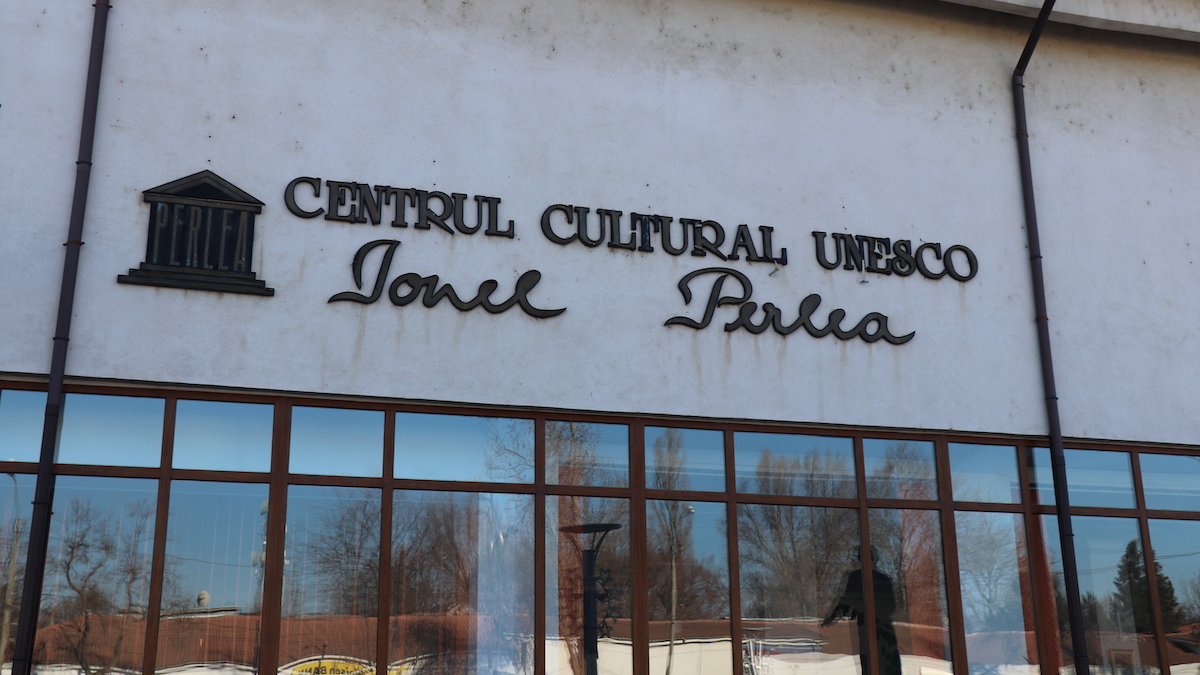 PERLEA
CENTRUL CULTURAL UNESCO
Ionel Perlea